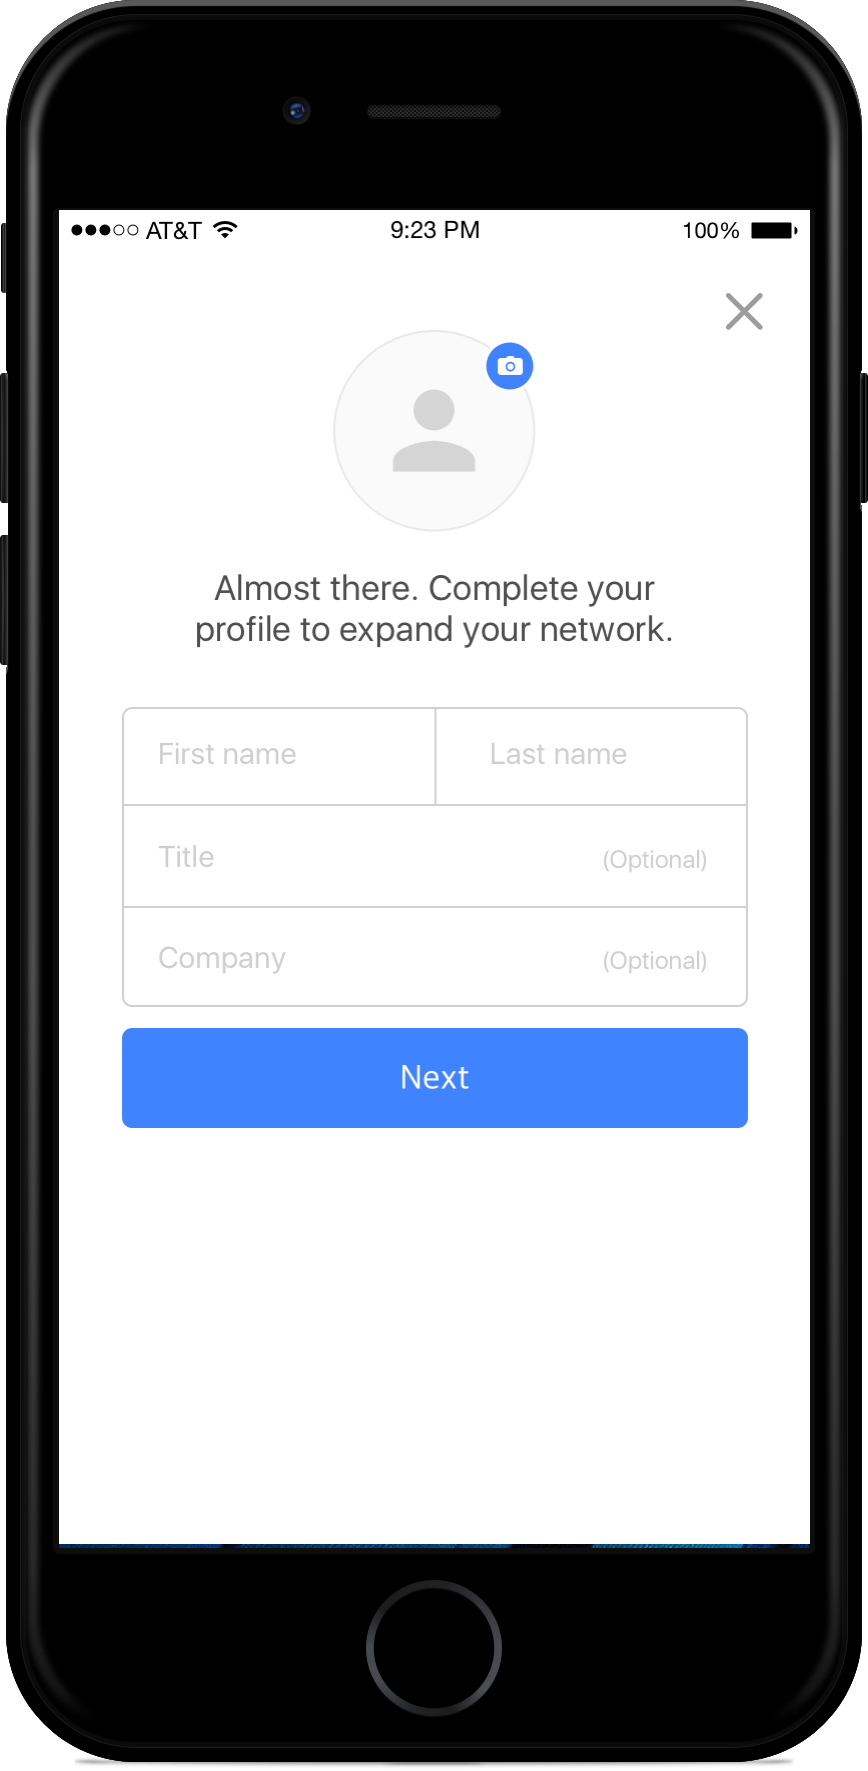 AT&T 9:23 PM 100%
Almost there. Complete your
profile to expand your network.
First name Last name
Title (Optional)
Company (Optional)
Next